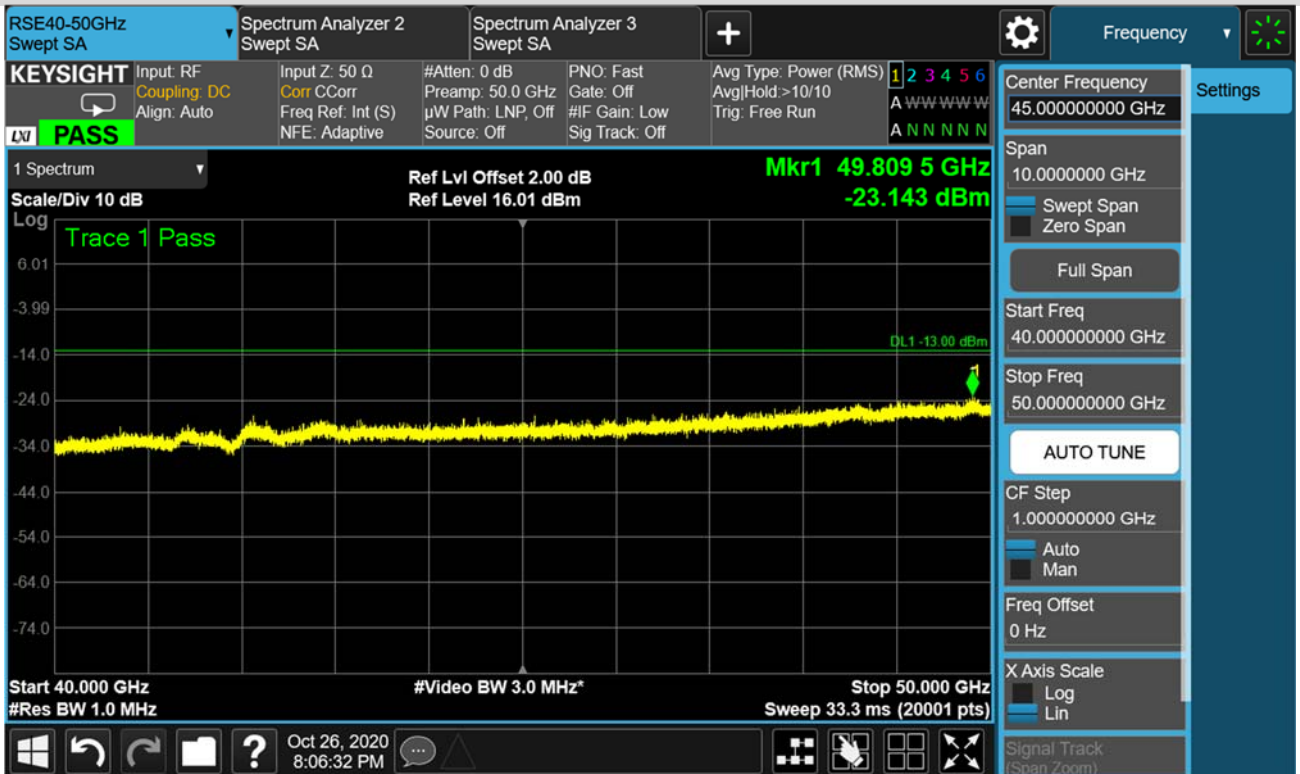 RSE40-50GHz
Swept SA
Spectrum Analyzer 2
Swept SA
Spectrum Analyzer 3
Swept SA
Frequency
KEYSIGHT
LXI PASS
Input: RF
Coupling: DC
Align: Auto
Input Z: 50 Ω
Corr CCorr
Freq Ref: Int (S)
NFE: Adaptive
#Atten: 0 dB
Preamp: 50.0 GHz
µW Path: LNP, Off
Source: Off
PNO: Fast
Gate: Off
#IF Gain: Low
Sig Track: Off
Avg Type: Power (RMS)
Avg|Hold:>10/10
Trig: Free Run
1 2 3 4 5 6
A W W W W W
A N N N N N
1 Spectrum
Scale/Div 10 dB
Ref Lvl Offset 2.00 dB
Ref Level 16.01 dBm
Mkr1 49.809 5 GHz
-23.143 dBm
Log
Trace 1 Pass
6.01
-3.99
-14.0
-24.0
-34.0
-44.0
-54.0
-64.0
-74.0
DL1 -13.00 dBm
1
Start 40.000 GHz
#Res BW 1.0 MHz
#Video BW 3.0 MHz*
Stop 50.000 GHz
Sweep 33.3 ms (20001 pts)
Center Frequency
45.000000000 GHz
Span
10.0000000 GHz
Swept Span
Zero Span
Full Span
Start Freq
40.000000000 GHz
Stop Freq
50.000000000 GHz
AUTO TUNE
CF Step
1.000000000 GHz
Auto
Man
Freq Offset
0 Hz
X Axis Scale
Log
Lin
Signal Track
(Span Zoom)
Settings
?
Oct 26, 2020
8:06:32 PM